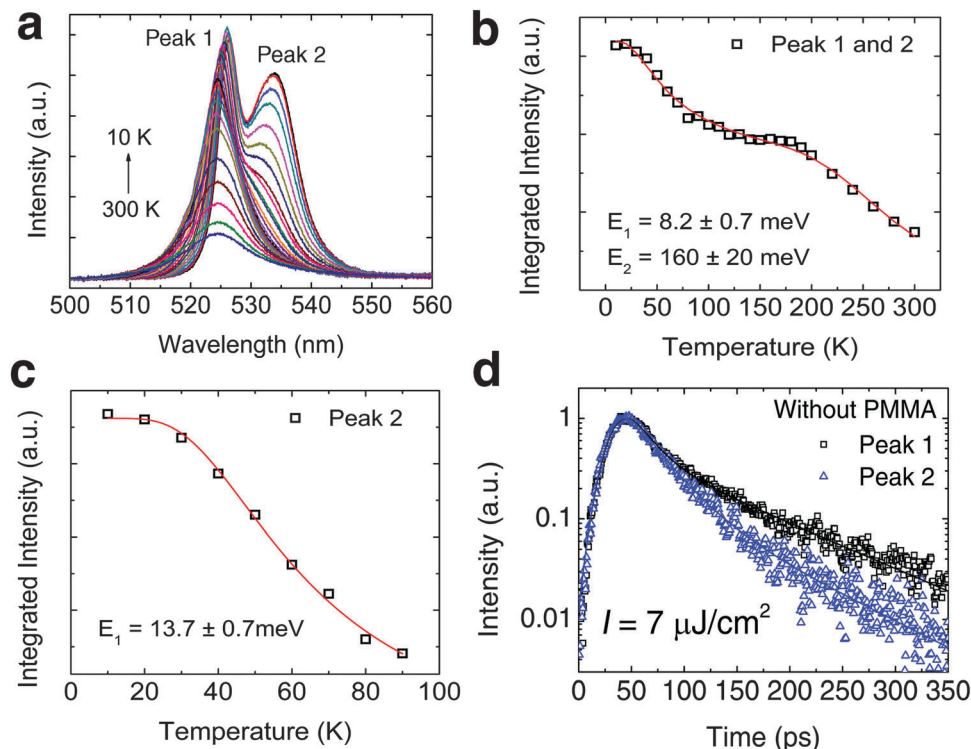 a
Intensity (a.u.)
Peak 1
Peak 2
10 K
300 K
500 510 520 530 540 550 560
Wavelength (nm)
b
Integrated Intensity (a.u.)
Peak 1 and 2
E₁ = 8.2 ± 0.7 meV
E₂ = 160 ± 20 meV
0 50 100 150 200 250 300
Temperature (K)
c
Integrated Intensity (a.u.)
Peak 2
E₁ = 13.7 ± 0.7meV
0 20 40 60 80 100
Temperature (K)
d
Intensity (a.u.)
1
0.1
0.01
Without PMMA
Peak 1
Peak 2
I = 7 μJ/cm²
0 50 100 150 200 250 300 350
Time (ps)